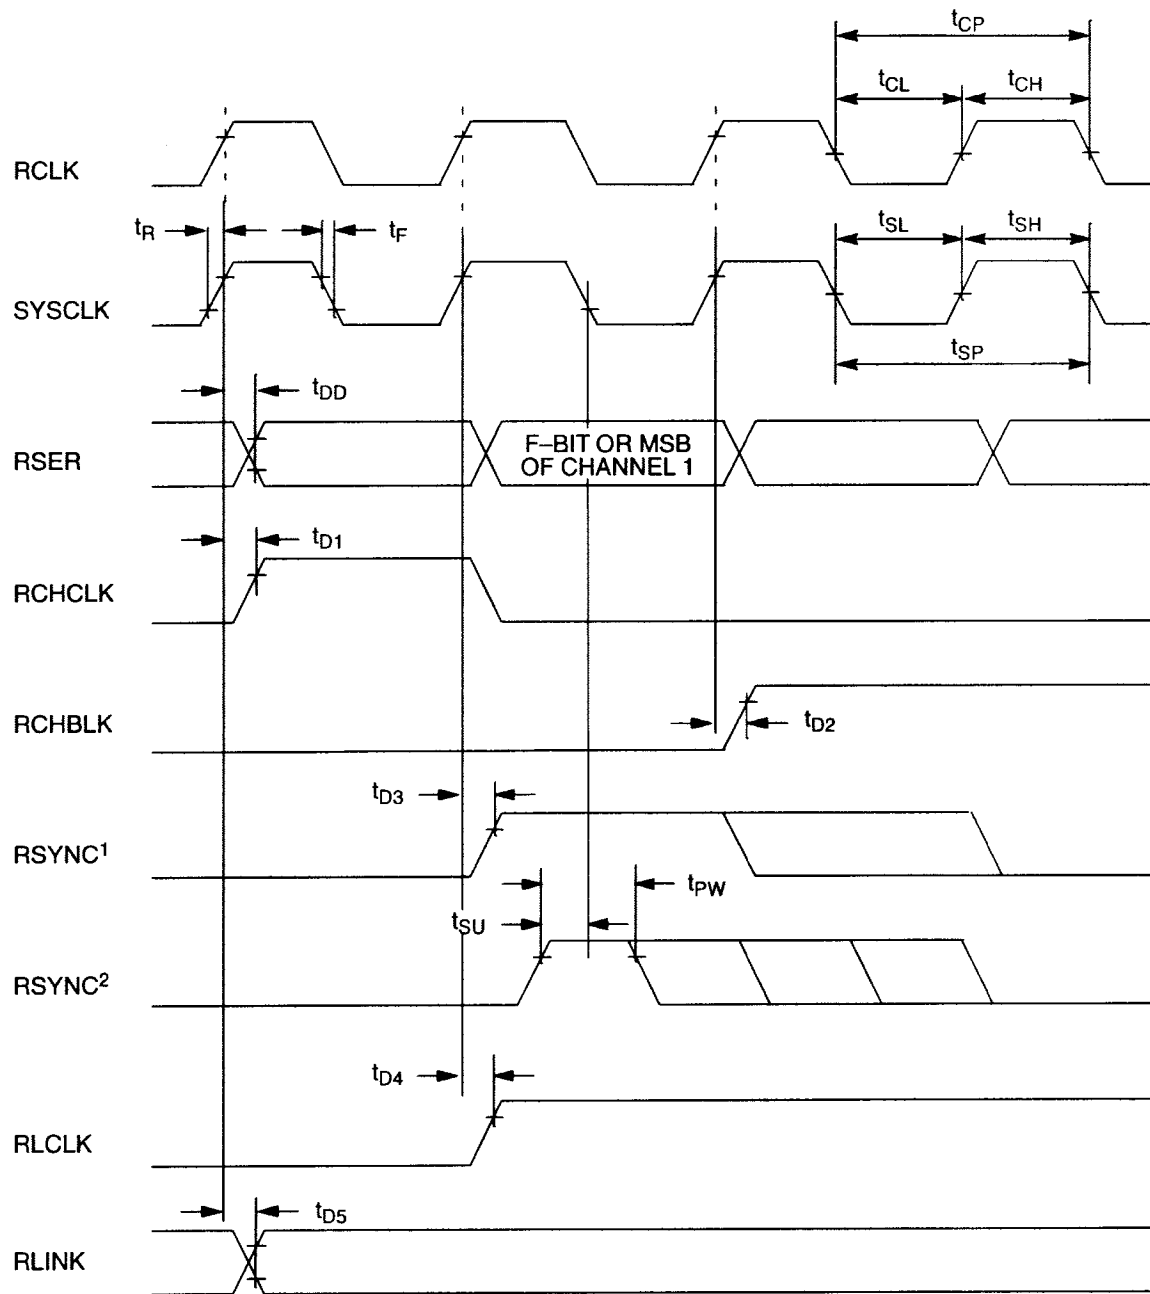 tCP
tCL tCH
RCLK
tR tF tSL tSH
SYSCLK
tSP
tDD
RSER F–BIT OR MSB
OF CHANNEL 1
tD1
RCHCLK
RCHBLK tD2
tD3
RSYNC1
tPW
tSU
RSYNC2
tD4
RLCLK
tD5
RLINK